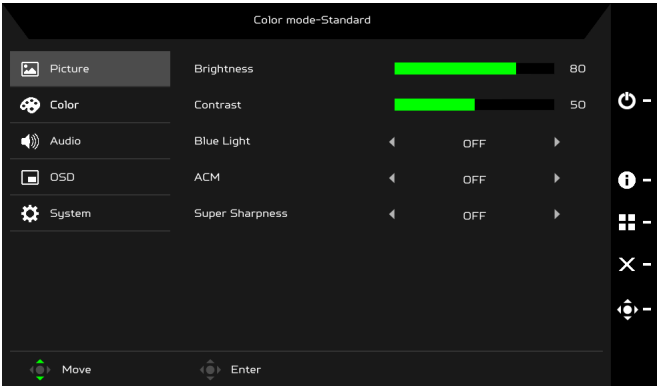 Color mode-Standard
Picture
Brightness 80
Color
Contrast 50
Audio
Blue Light OFF
OSD
ACM OFF
System
Super Sharpness OFF
Move Enter